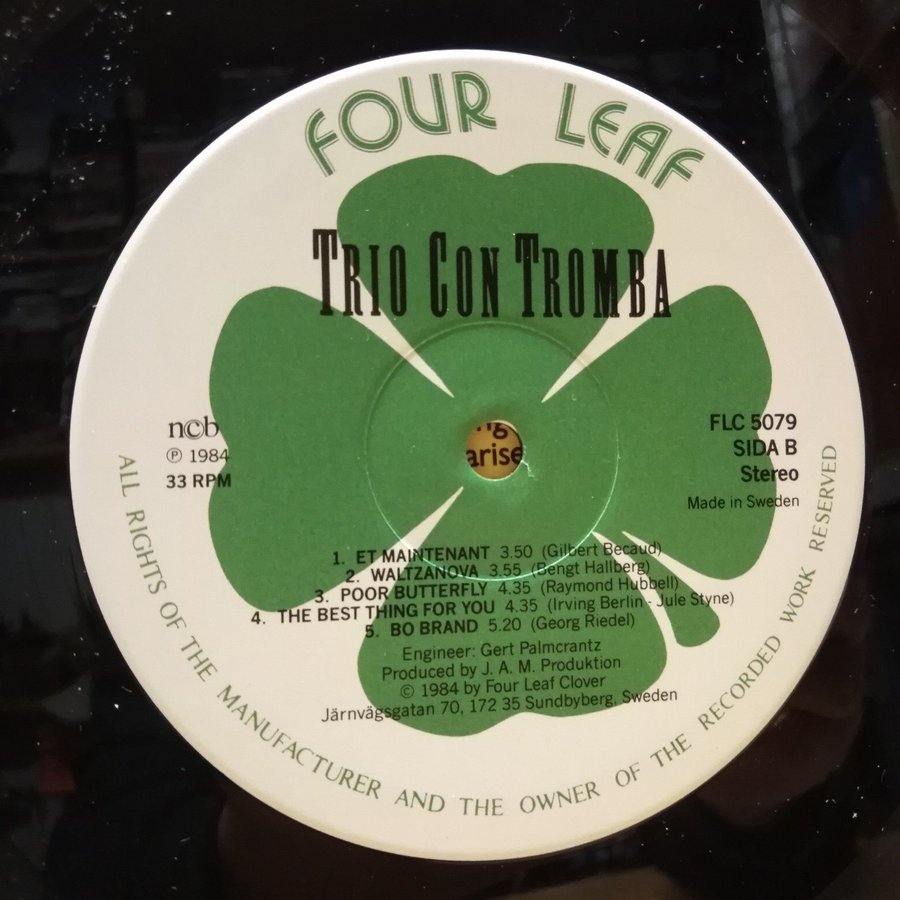 FOUR LEAF
TRIO CON TROMBA
n©b
℗ 1984
33 RPM
FLC 5079
SIDA B
Stereo
Made in Sweden
ng
arise
1. ET MAINTENANT 3.50 (Gilbert Becaud)
2. WALTZANOVA 3.55 (Bengt Hallberg)
3. POOR BUTTERFLY 4.35 (Raymond Hubbell)
4. THE BEST THING FOR YOU 4.35 (Irving Berlin - Jule Styne)
5. BO BRAND 5.20 (Georg Riedel)
Engineer: Gert Palmcrantz
Produced by J. A. M. Produktion
© 1984 by Four Leaf Clover
Järnvägsgatan 70, 172 35 Sundbyberg, Sweden
ALL RIGHTS OF THE MANUFACTURER AND THE OWNER OF THE RECORDED WORK RESERVED